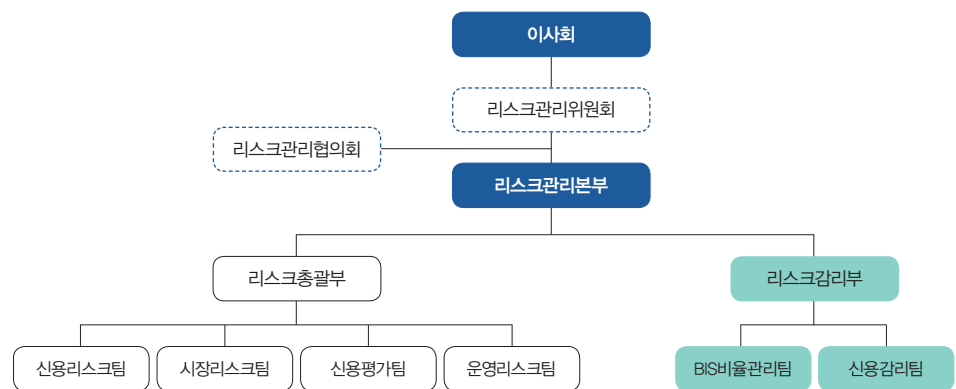 이사회
리스크관리위원회
리스크관리협의회
리스크관리본부
리스크총괄부
리스크감리부
신용리스크팀
시장리스크팀
신용평가팀
운영리스크팀
BIS비율관리팀
신용감리팀